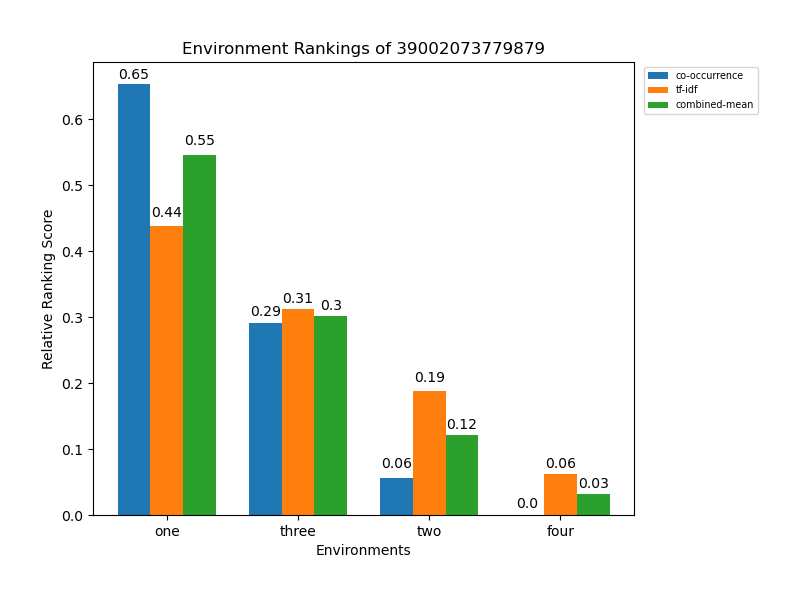 Environment Rankings of 39002073779879
co-occurrence
tf-idf
combined-mean
Relative Ranking Score
0.6
0.5
0.4
0.3
0.2
0.1
0.0
0.65
0.44
0.55
0.29
0.31
0.3
0.06
0.19
0.12
0.0
0.06
0.03
one three two four
Environments